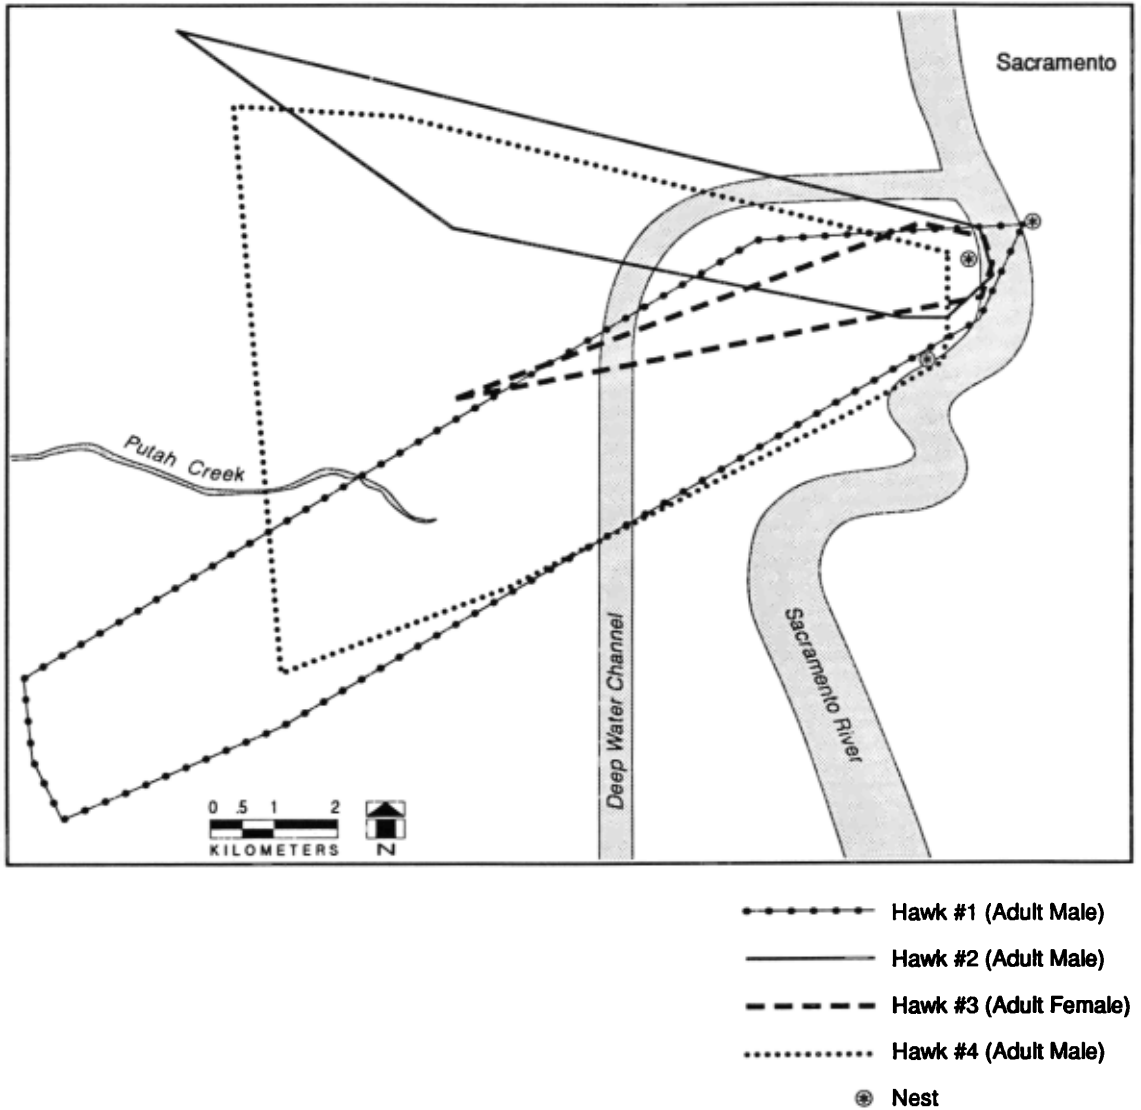 Sacramento
Putah Creek
Deep Water Channel
Sacramento River
0 .5 1 2
KILOMETERS
N
Hawk #1 (Adult Male)
Hawk #2 (Adult Male)
Hawk #3 (Adult Female)
Hawk #4 (Adult Male)
Nest